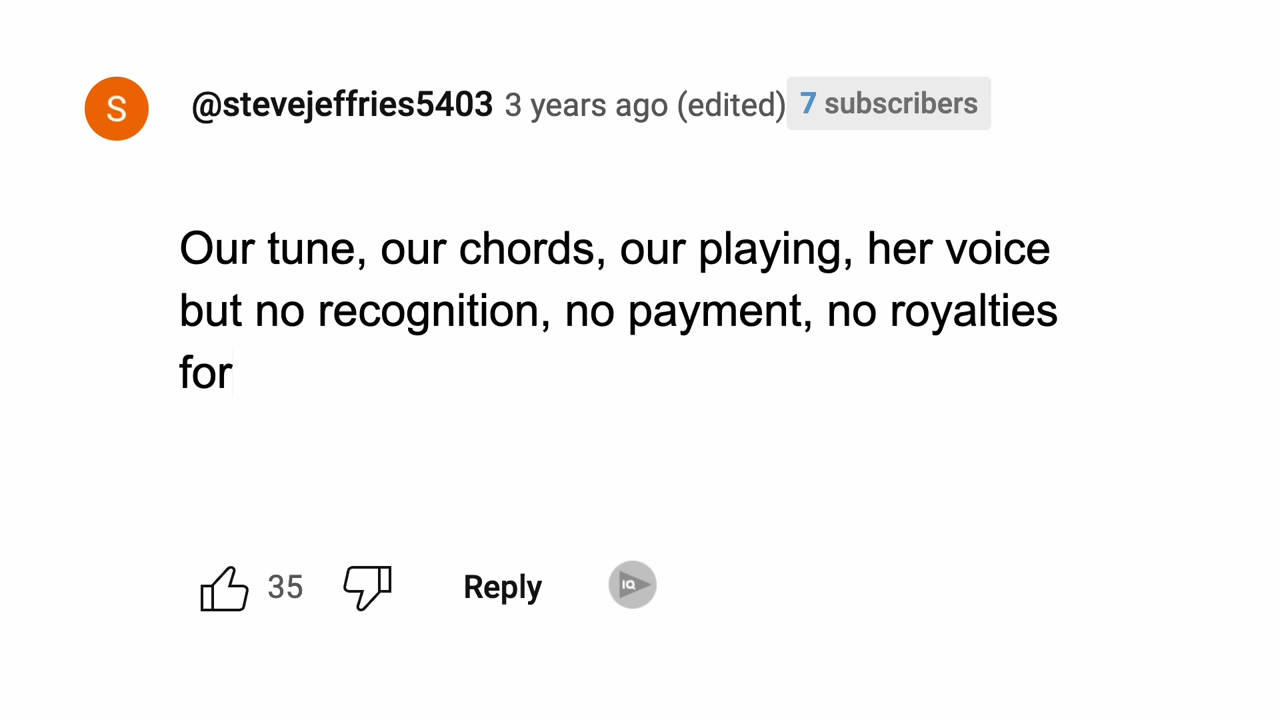 S
@stevejeffries5403 3 years ago (edited) 7 subscribers
Our tune, our chords, our playing, her voice
but no recognition, no payment, no royalties
for
35 Reply IQ